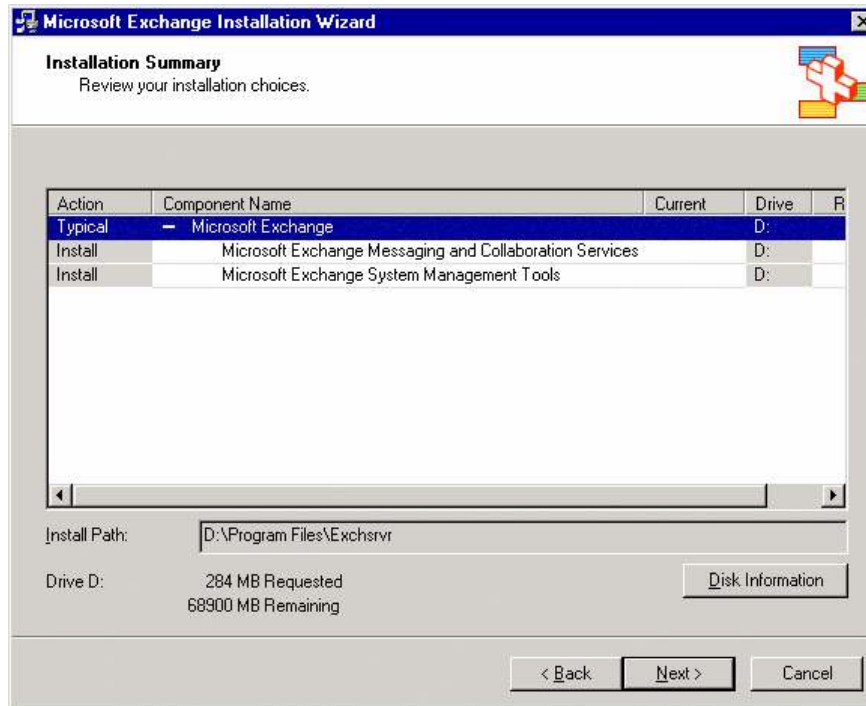 Microsoft Exchange Installation Wizard
Installation Summary
Review your installation choices.
Action Component Name Current Drive R
Typical Microsoft Exchange D:
Install Microsoft Exchange Messaging and Collaboration Services D:
Install Microsoft Exchange System Management Tools D:
Install Path: D:\Program Files\Exchsrvr
Drive D: 284 MB Requested Disk Information
68900 MB Remaining
< Back Next > Cancel